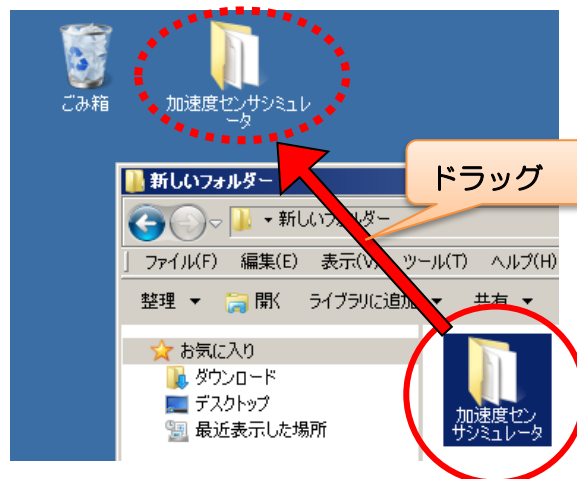 ごみ箱
加速度センサシミュレ
ータ
新しいフォルダー
ドラッグ
新しいフォルダー
ファイル(F) 編集(E) 表示(V) ツール(T) ヘルプ(H)
整理 開く ライブラリに追加 共有
お気に入り
ダウンロード
デスクトップ
最近表示した場所
加速度セン
サシミュレータ